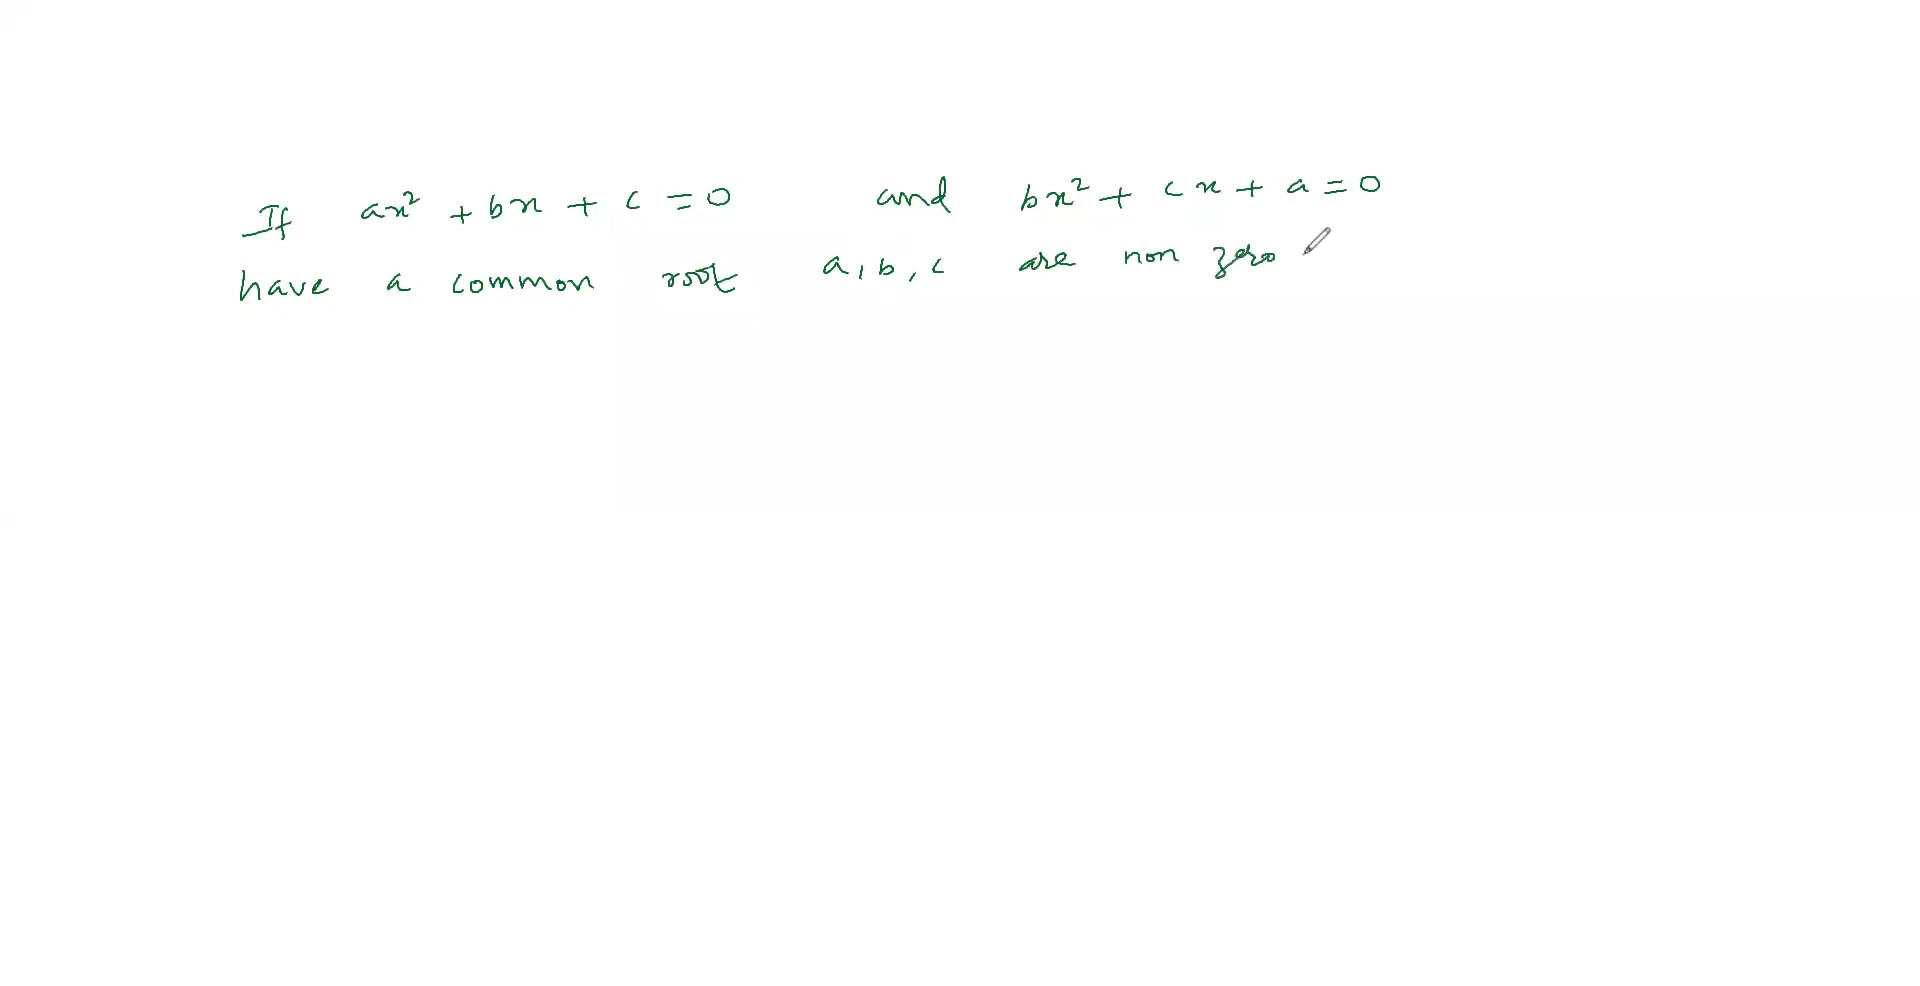 If ax² + bx + c = 0 and bx² + cx + a = 0
have a common root a, b, c are non zero